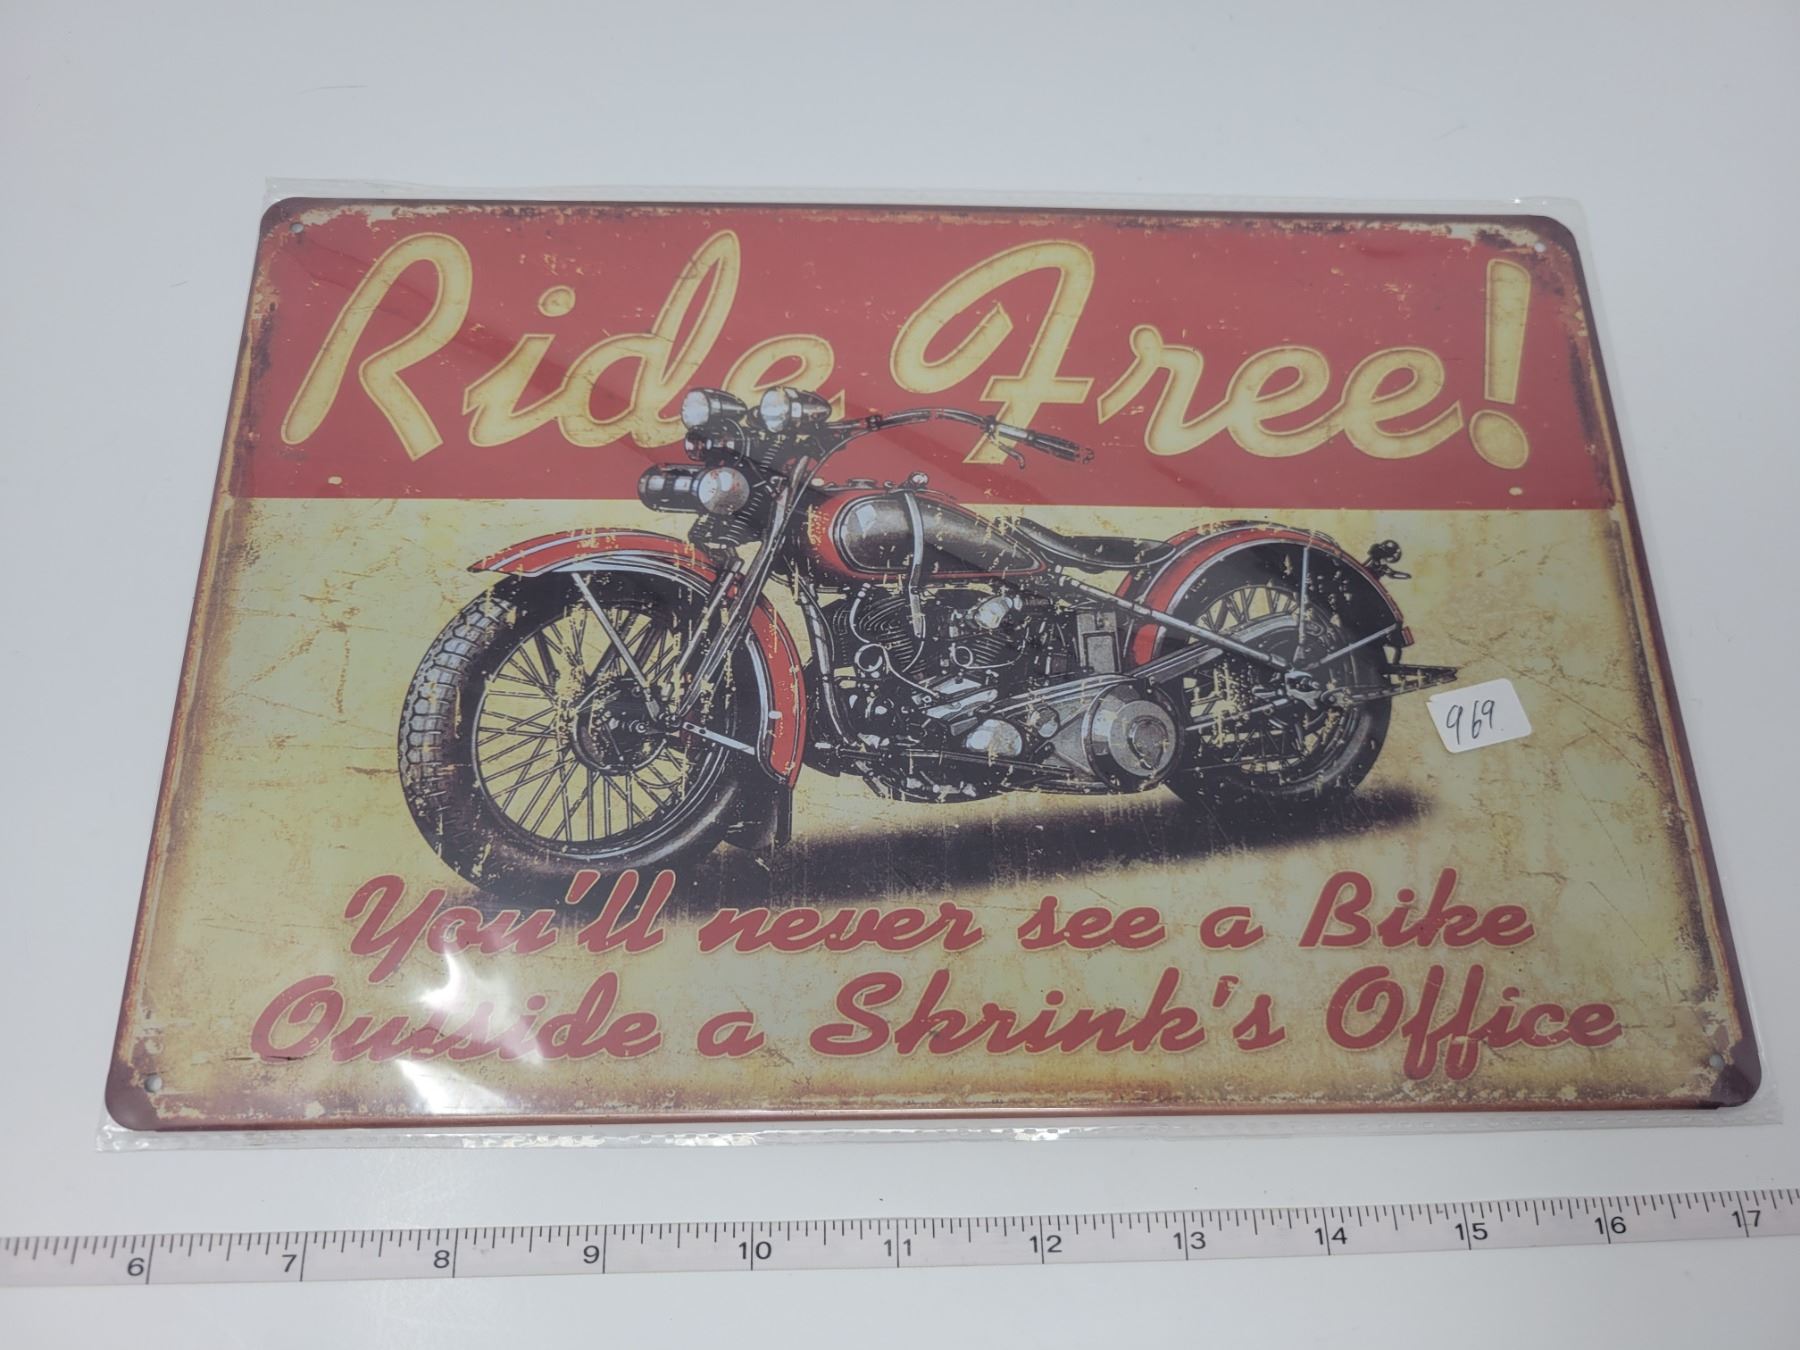 Ride Free!
969.
You'll never see a Bike
Outside a Shrink's Office
6 7 8 9 10 11 12 13 14 15 16 17